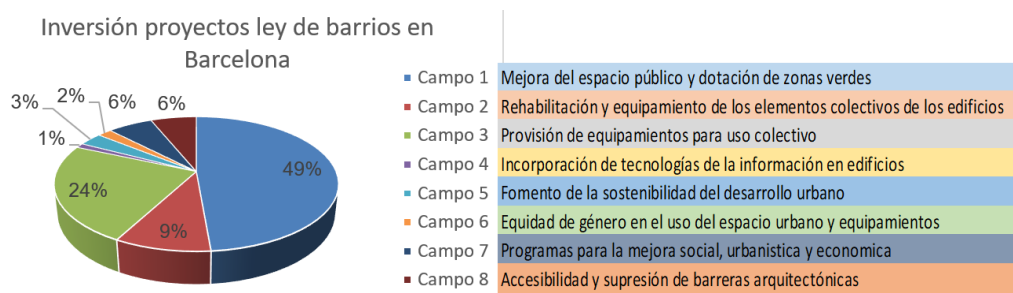 Inversión proyectos ley de barrios en
Barcelona
49%
9%
24%
1%
3%
2%
6%
6%
Campo 1 Mejora del espacio público y dotación de zonas verdes
Campo 2 Rehabilitación y equipamiento de los elementos colectivos de los edificios
Campo 3 Provisión de equipamientos para uso colectivo
Campo 4 Incorporación de tecnologías de la información en edificios
Campo 5 Fomento de la sostenibilidad del desarrollo urbano
Campo 6 Equidad de género en el uso del espacio urbano y equipamientos
Campo 7 Programas para la mejora social, urbanistica y economica
Campo 8 Accesibilidad y supresión de barreras arquitectónicas